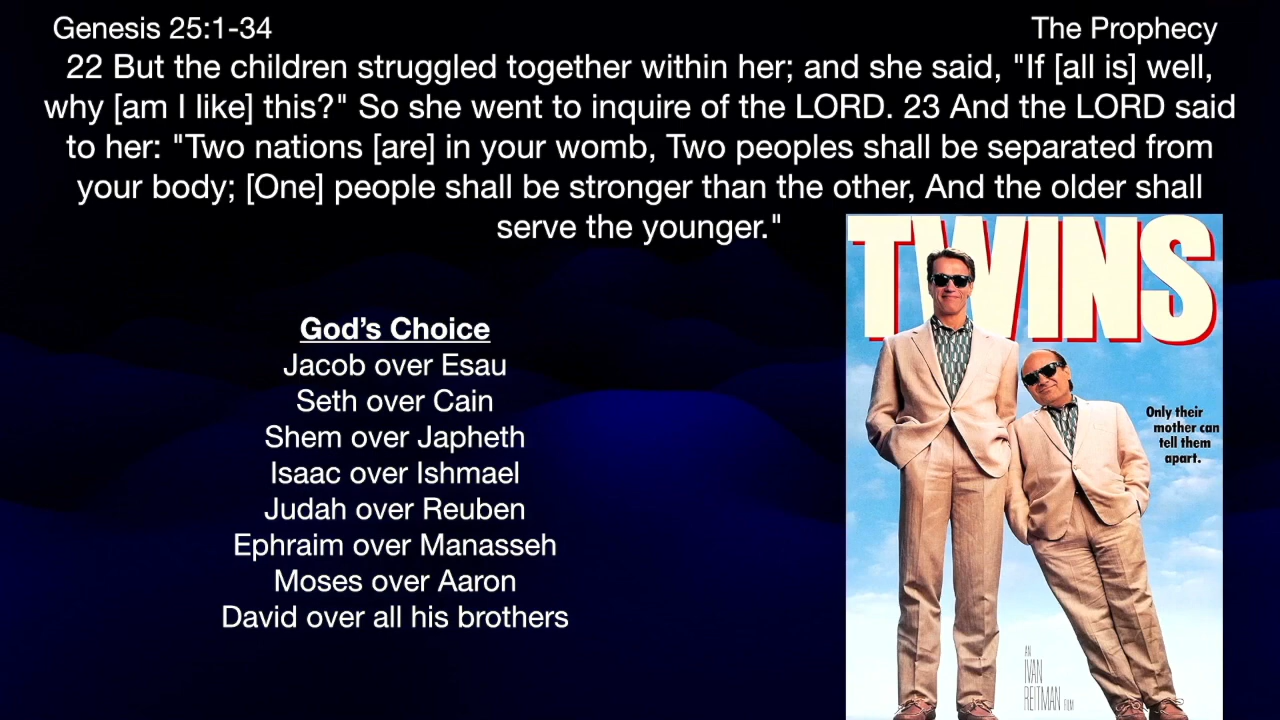 Genesis 25:1-34
The Prophecy
22 But the children struggled together within her; and she said, "If [all is] well,
why [am I like] this?" So she went to inquire of the LORD. 23 And the LORD said
to her: "Two nations [are] in your womb, Two peoples shall be separated from
your body; [One] people shall be stronger than the other, And the older shall
serve the younger."
God’s Choice
Jacob over Esau
Seth over Cain
Shem over Japheth
Isaac over Ishmael
Judah over Reuben
Ephraim over Manasseh
Moses over Aaron
David over all his brothers
TWINS
Only their
mother can
tell them
apart.
AN
IVAN
REITMAN FILM